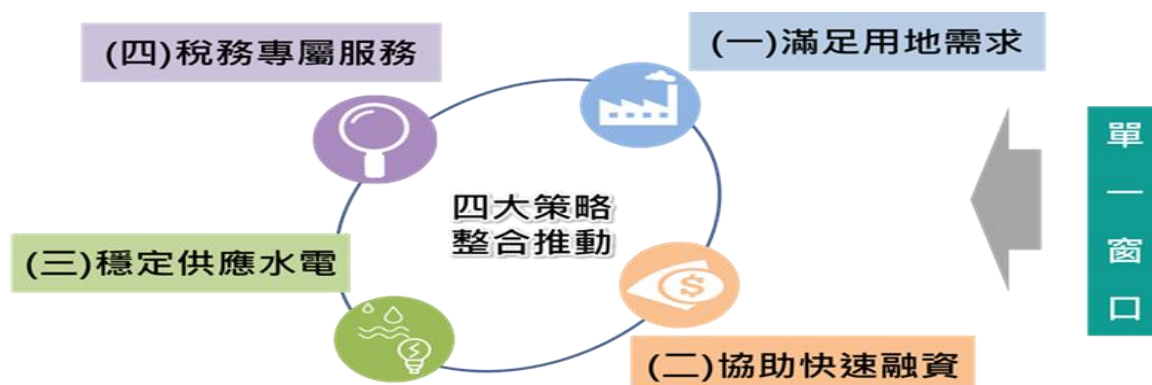 (四)稅務專屬服務
(一)滿足用地需求
單一窗口
四大策略
整合推動
(三)穩定供應水電
(二)協助快速融資